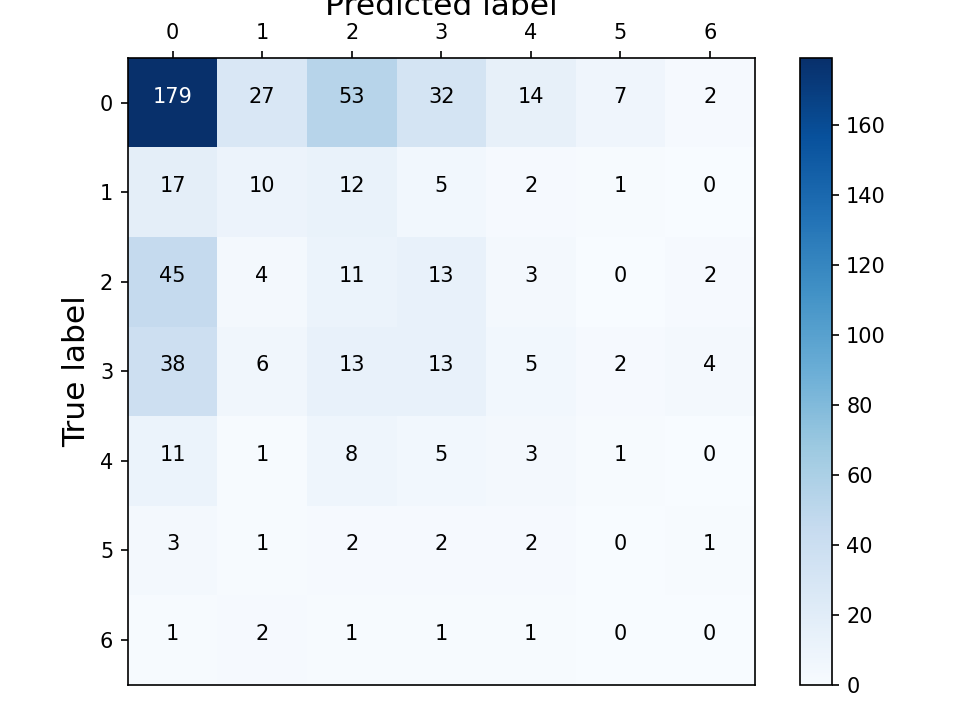 Predicted label
0 1 2 3 4 5 6
0 179 27 53 32 14 7 2
1 17 10 12 5 2 1 0
2 45 4 11 13 3 0 2
3 38 6 13 13 5 2 4
4 11 1 8 5 3 1 0
5 3 1 2 2 2 0 1
6 1 2 1 1 1 0 0
True label
160
140
120
100
80
60
40
20
0